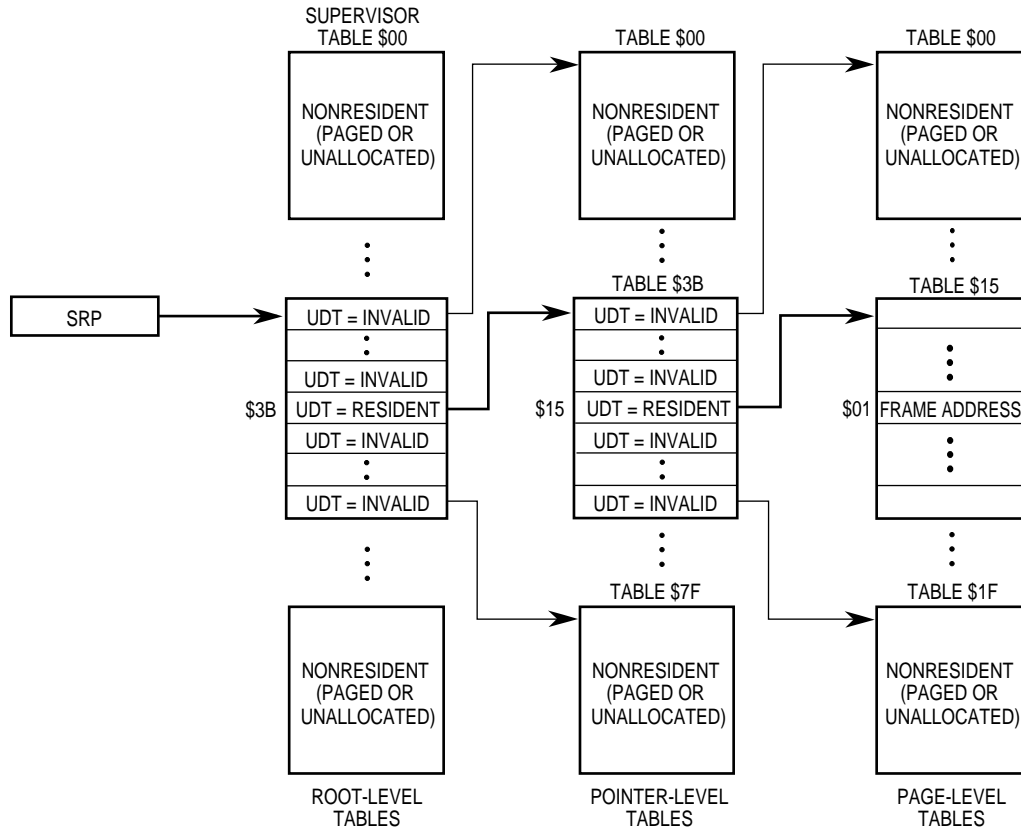 SUPERVISOR
TABLE $00
TABLE $00
TABLE $00
NONRESIDENT
(PAGED OR
UNALLOCATED)
NONRESIDENT
(PAGED OR
UNALLOCATED)
NONRESIDENT
(PAGED OR
UNALLOCATED)
TABLE $3B
TABLE $15
SRP
UDT = INVALID
UDT = INVALID
UDT = INVALID
UDT = INVALID
$3B
UDT = RESIDENT
$15
UDT = RESIDENT
$01
FRAME ADDRESS
UDT = INVALID
UDT = INVALID
UDT = INVALID
UDT = INVALID
TABLE $7F
TABLE $1F
NONRESIDENT
(PAGED OR
UNALLOCATED)
NONRESIDENT
(PAGED OR
UNALLOCATED)
NONRESIDENT
(PAGED OR
UNALLOCATED)
ROOT-LEVEL
TABLES
POINTER-LEVEL
TABLES
PAGE-LEVEL
TABLES